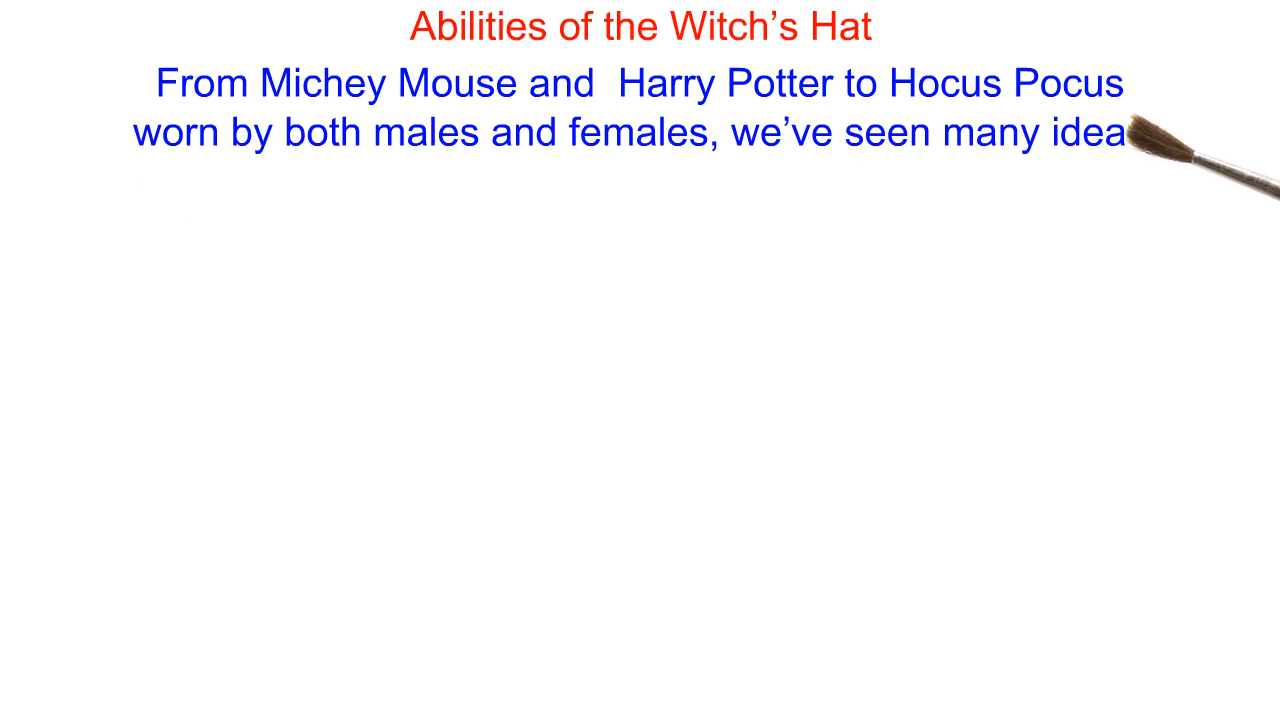 Abilities of the Witch’s Hat
From Michey Mouse and  Harry Potter to Hocus Pocus
worn by both males and females, we’ve seen many idea